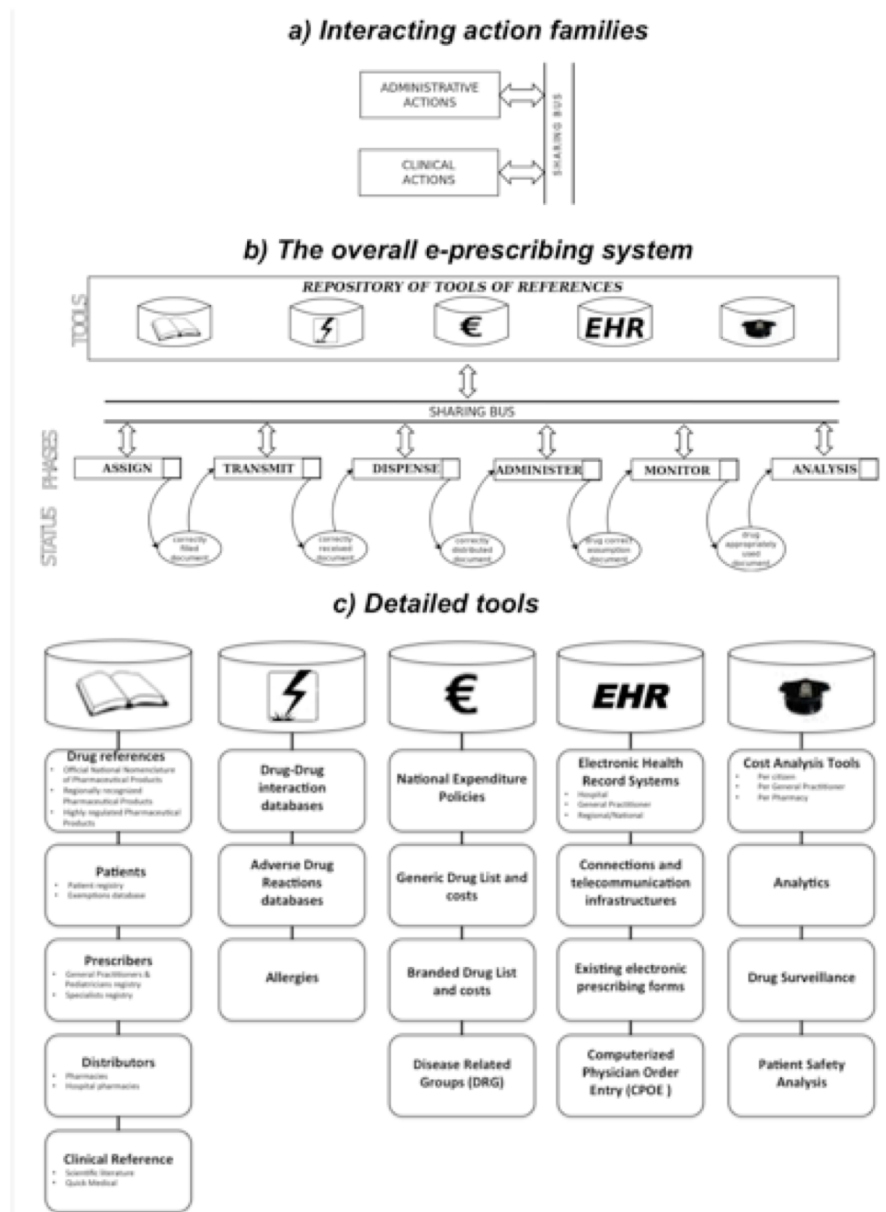 a) Interacting action families
ADMINISTRATIVE
ACTIONS
CLINICAL
ACTIONS
SHARING BUS
b) The overall e-prescribing system
TOOLS
REPOSITORY OF TOOLS OF REFERENCES
€
EHR
SHARING BUS
PHASES
ASSIGN
TRANSMIT
DISPENSE
ADMINISTER
MONITOR
ANALYSIS
STATUS
correctly
filled
document
correctly
received
document
correctly
distributed
document
drug correct
assumption
document
drug
appropriately
used
document
c) Detailed tools
Drug references
• Official National Nomenclature
of Pharmaceutical Products
• Regionally recognized
Pharmaceutical Products
• Highly regulated Pharmaceutical
Products
Patients
• Patient registry
• Exemptions database
Prescribers
• General Practitioners &
Pediatricians registry
• Specialists registry
Distributors
• Pharmacies
• Hospital pharmacies
Clinical Reference
• Scientific literature
• Quick Medical
Drug-Drug
interaction
databases
Adverse Drug
Reactions
databases
Allergies
€
National Expenditure
Policies
Generic Drug List and
costs
Branded Drug List
and costs
Disease Related
Groups (DRG)
EHR
Electronic Health
Record Systems
• Hospital
• General Practitioner
• Regional/National
Connections and
telecommunication
infrastructures
Existing electronic
prescribing forms
Computerized
Physician Order
Entry (CPOE )
Cost Analysis Tools
• Per citizen
• Per General Practitioner
• Per Pharmacy
Analytics
Drug Surveillance
Patient Safety
Analysis